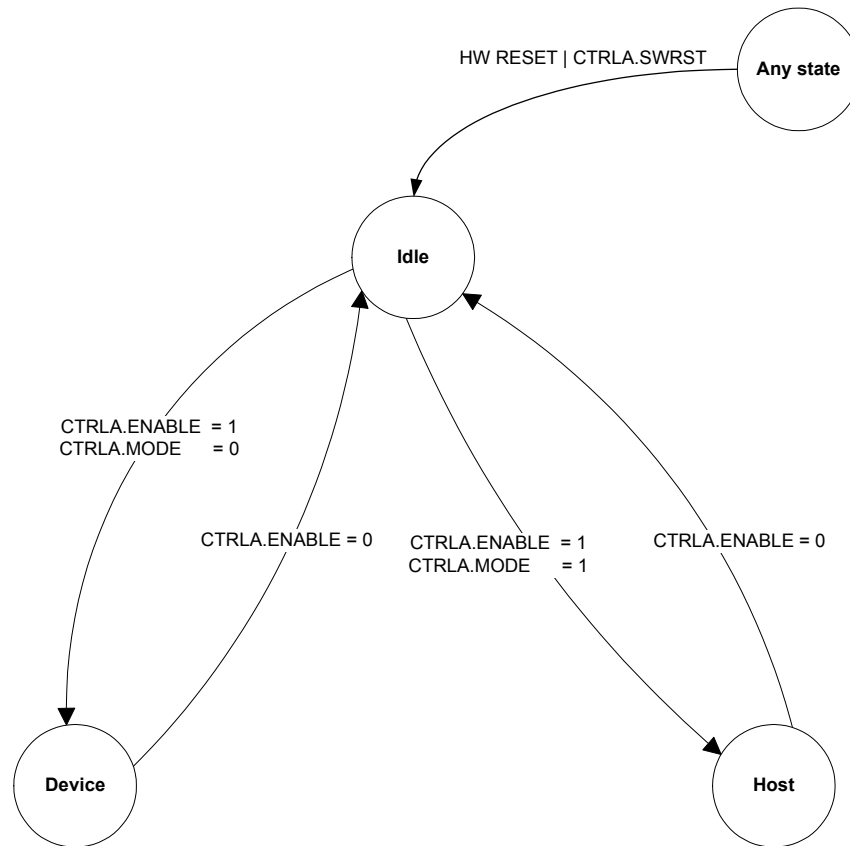 HW RESET | CTRLA.SWRST
Any state
Idle
CTRLA.ENABLE = 1
CTRLA.MODE = 0
CTRLA.ENABLE = 0
CTRLA.ENABLE = 1
CTRLA.MODE = 1
CTRLA.ENABLE = 0
Device
Host